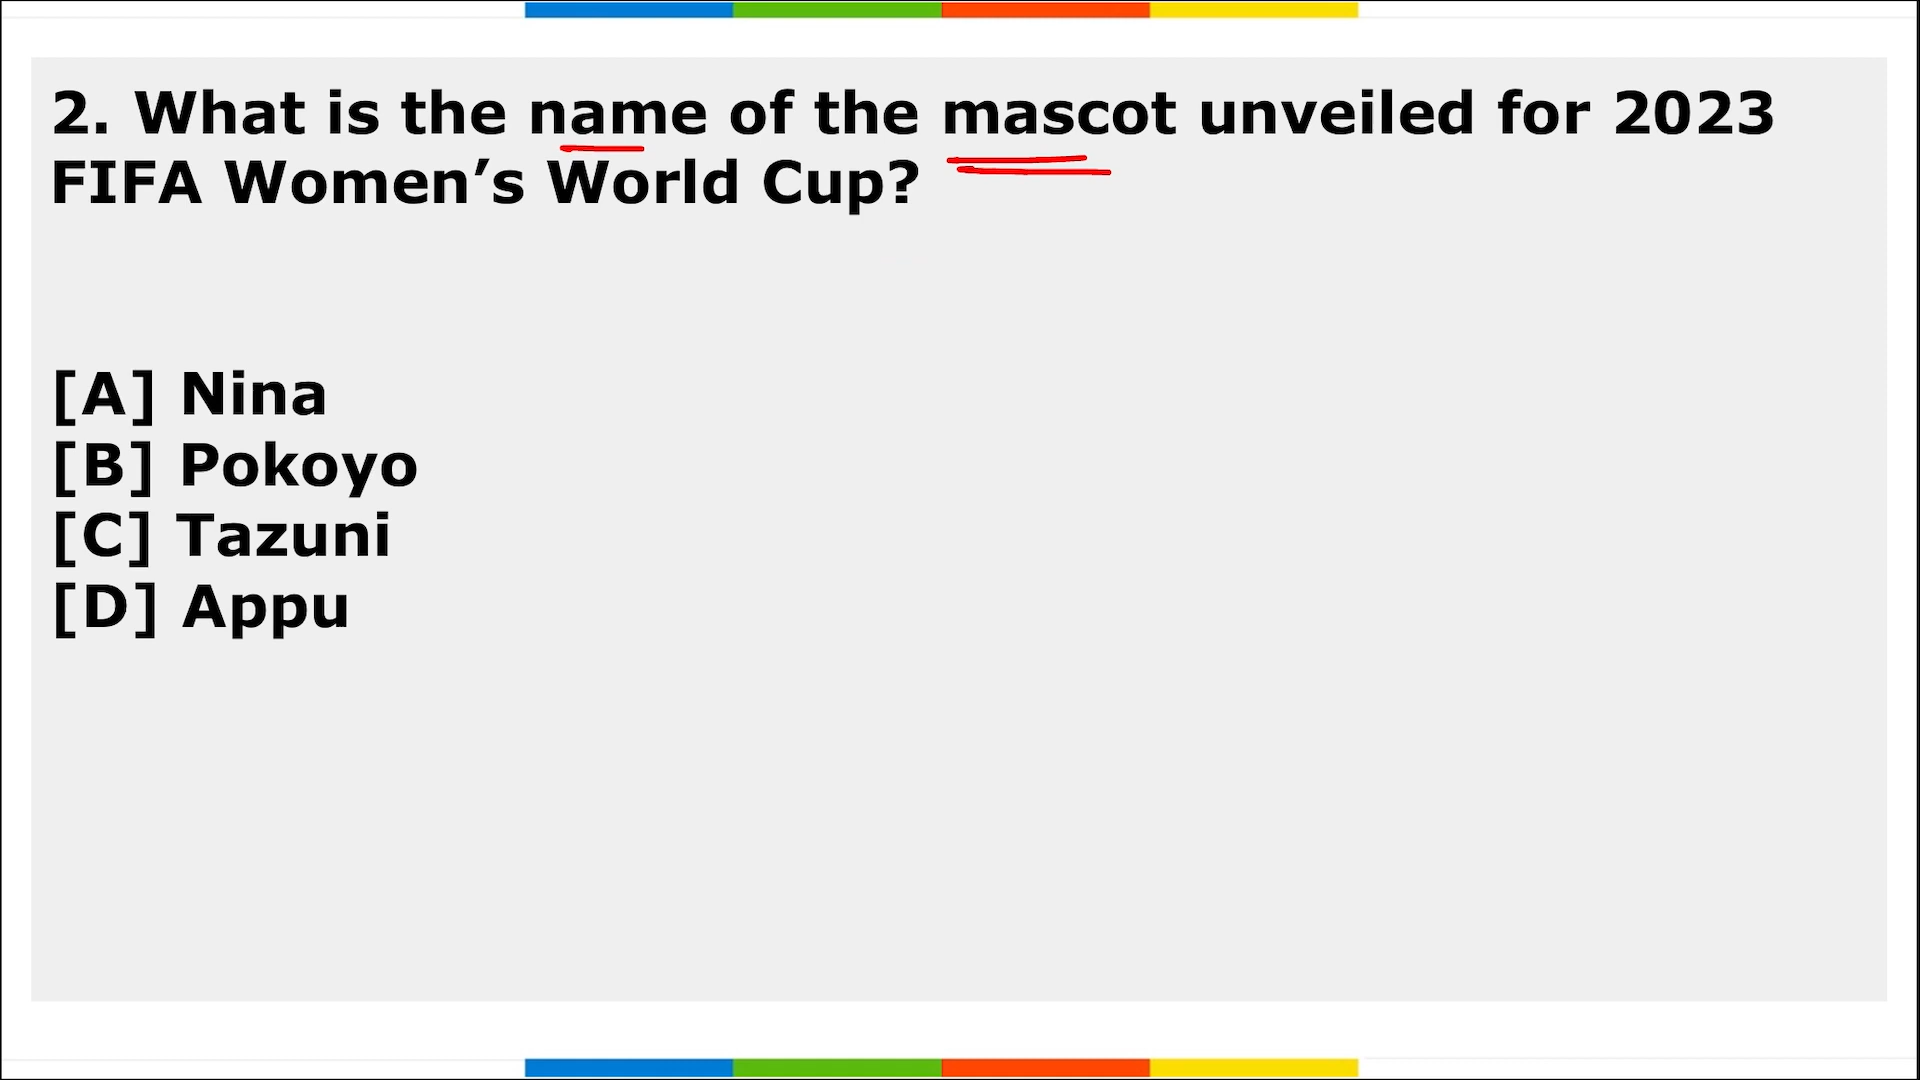 2. What is the name of the mascot unveiled for 2023
FIFA Women’s World Cup?
[A] Nina
[B] Pokoyo
[C] Tazuni
[D] Appu